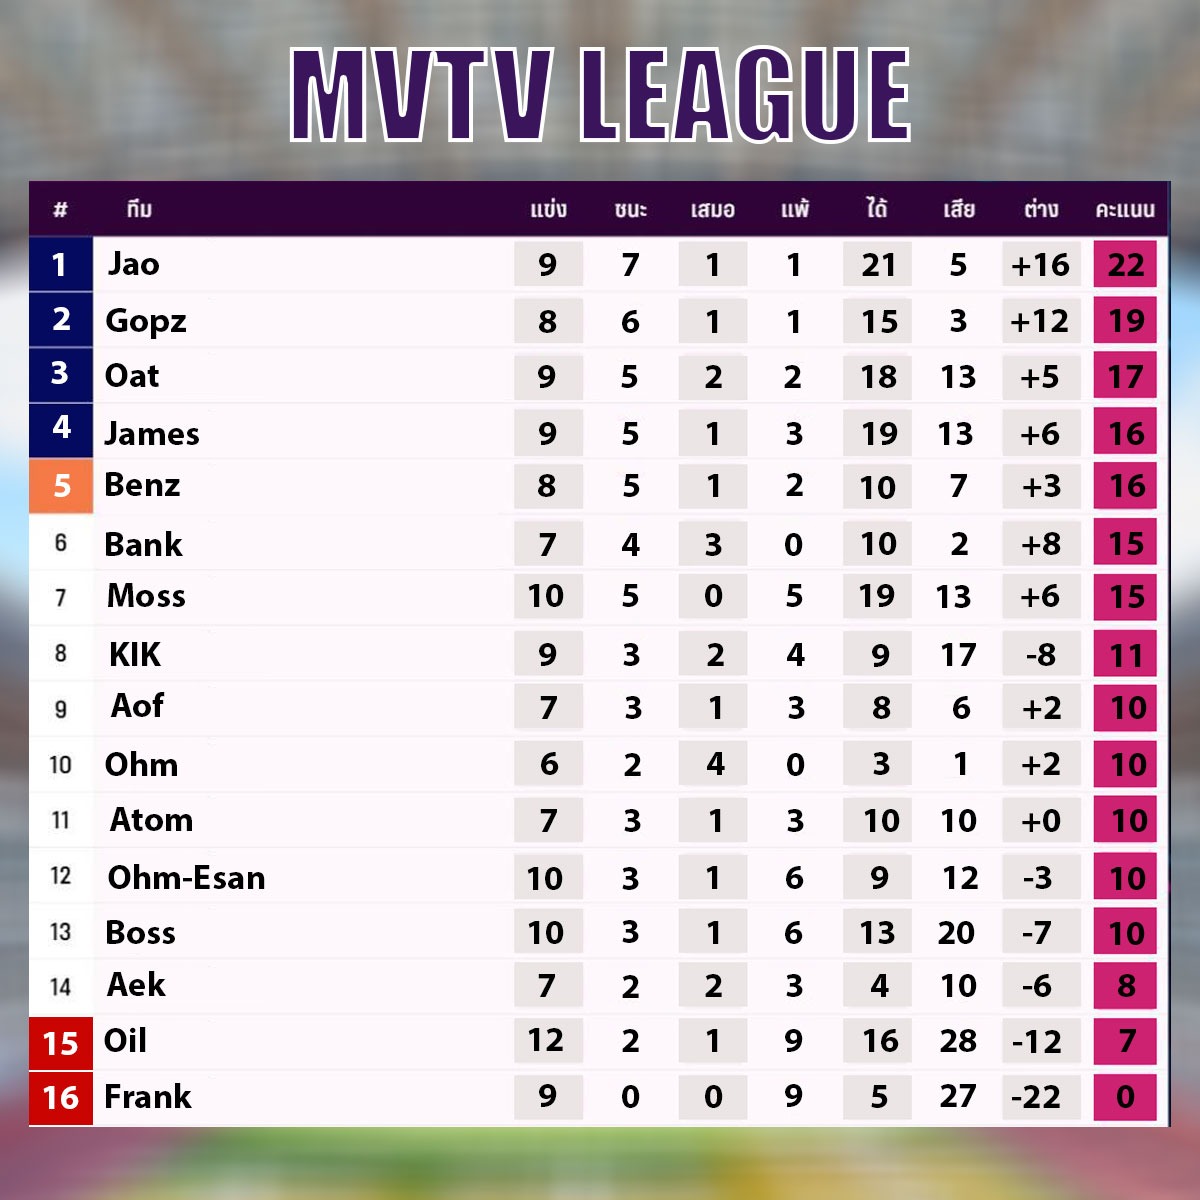 MVTV LEAGUE
# ทีม แข่ง ชนะ เสมอ แพ้ ได้ เสีย ต่าง คะแนน
1 Jao 9 7 1 1 21 5 +16 22
2 Gopz 8 6 1 1 15 3 +12 19
3 Oat 9 5 2 2 18 13 +5 17
4 James 9 5 1 3 19 13 +6 16
5 Benz 8 5 1 2 10 7 +3 16
6 Bank 7 4 3 0 10 2 +8 15
7 Moss 10 5 0 5 19 13 +6 15
8 KIK 9 3 2 4 9 17 -8 11
9 Aof 7 3 1 3 8 6 +2 10
10 Ohm 6 2 4 0 3 1 +2 10
11 Atom 7 3 1 3 10 10 +0 10
12 Ohm-Esan 10 3 1 6 9 12 -3 10
13 Boss 10 3 1 6 13 20 -7 10
14 Aek 7 2 2 3 4 10 -6 8
15 Oil 12 2 1 9 16 28 -12 7
16 Frank 9 0 0 9 5 27 -22 0